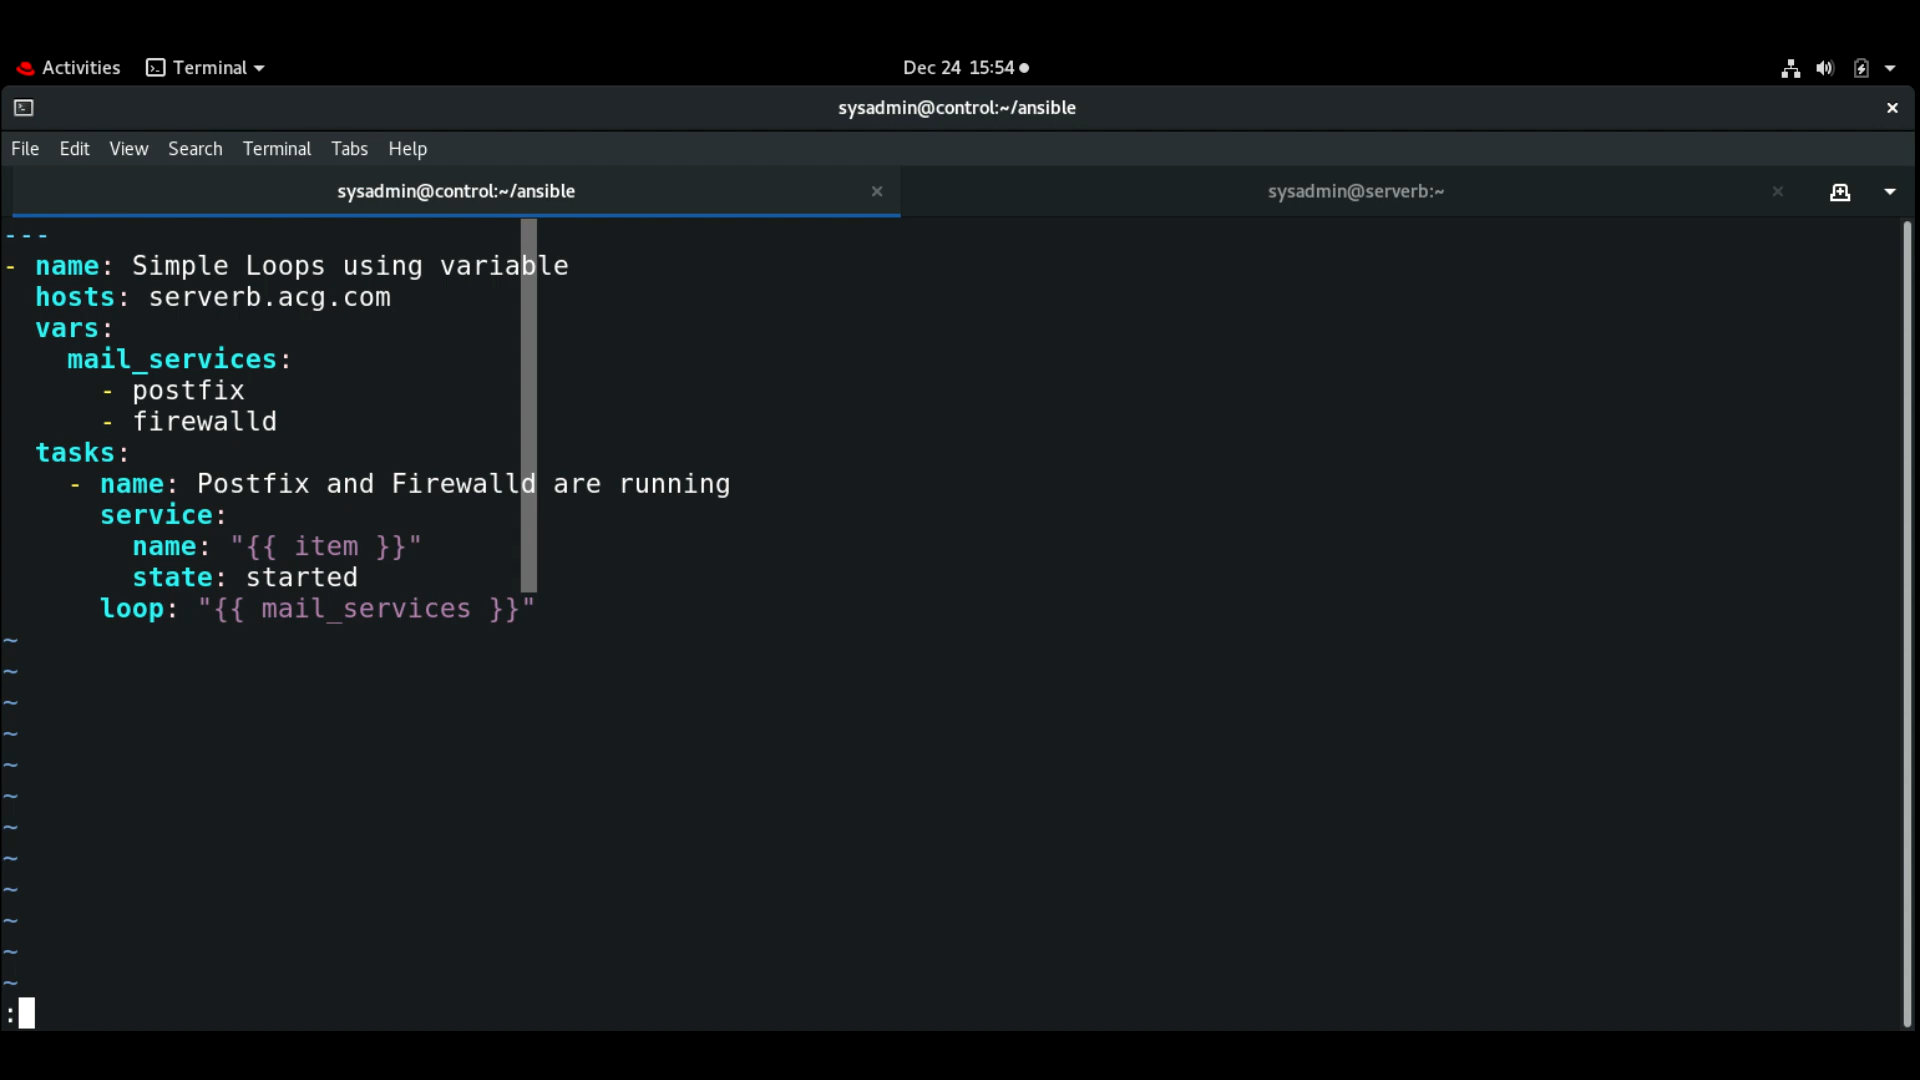 Activities Terminal Dec 24 15:54
sysadmin@control:~/ansible
File Edit View Search Terminal Tabs Help
sysadmin@control:~/ansible sysadmin@serverb:~
---
- name: Simple Loops using variable
  hosts: serverb.acg.com
  vars:
    mail_services:
      - postfix
      - firewalld
  tasks:
    - name: Postfix and Firewalld are running
      service:
        name: "{{ item }}"
        state: started
      loop: "{{ mail_services }}"
~
~
~
~
~
~
~
~
~
~
~
~
: